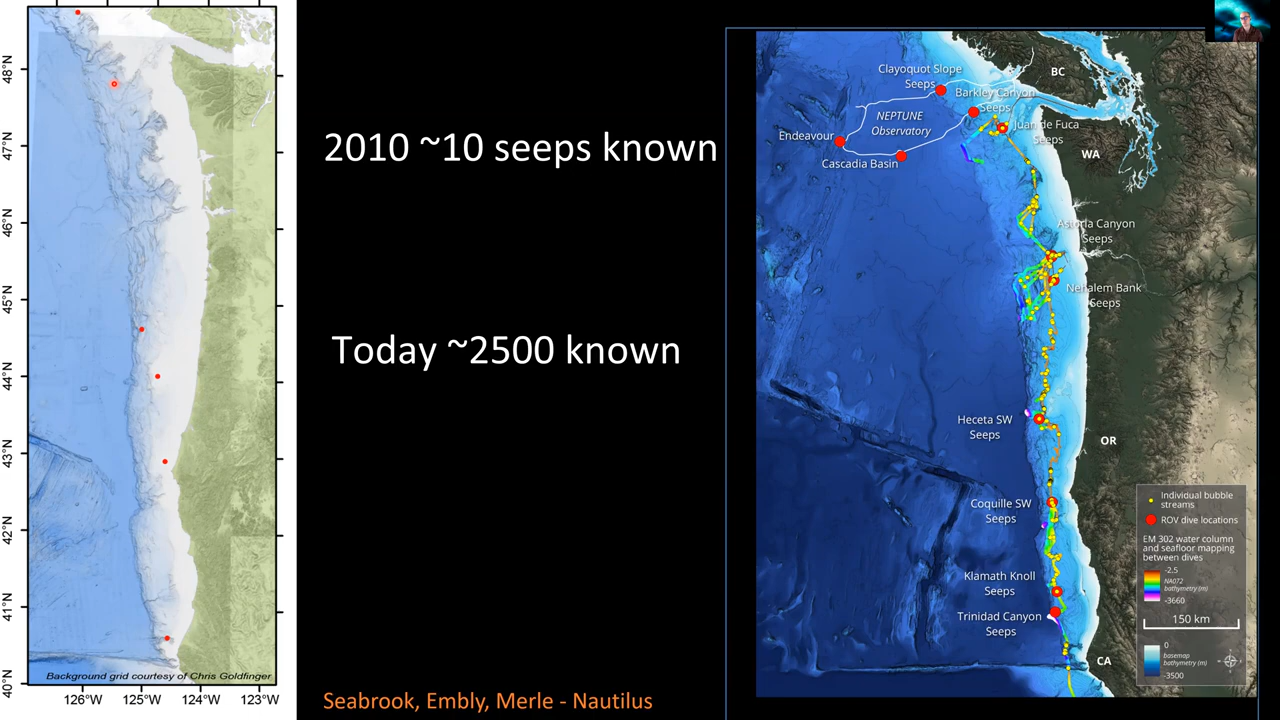 48°N
47°N
46°N
45°N
44°N
43°N
42°N
41°N
40°N
126°W
125°W
124°W
123°W
Background grid courtesy of Chris Goldfinger
2010 ~10 seeps known
Today ~2500 known
Seabrook, Embly, Merle - Nautilus
Clayoquot Slope
Seeps
BC
Barkley Canyon
Seeps
NEPTUNE
Observatory
Juan de Fuca
Seeps
Endeavour
Cascadia Basin
WA
Astoria Canyon
Seeps
Nehalem Bank
Seeps
Heceta SW
Seeps
OR
Coquille SW
Seeps
Klamath Knoll
Seeps
Trinidad Canyon
Seeps
CA
Individual bubble
streams
ROV dive locations
EM 302 water column
and seafloor mapping
between dives
-2.5
NA072
bathymetry (m)
-3660
150 km
0
basemap
bathymetry (m)
-3500